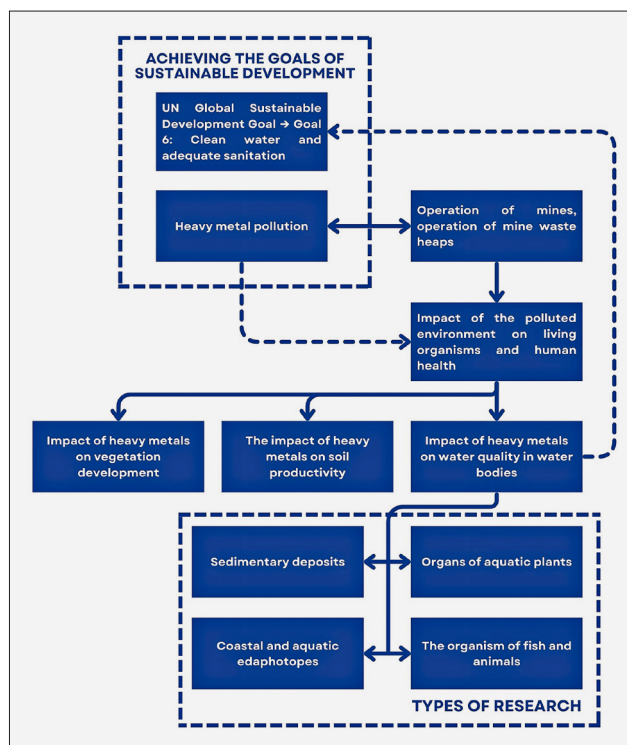 ACHIEVING THE GOALS OF
SUSTAINABLE DEVELOPMENT
UN Global Sustainable
Development Goal → Goal
6: Clean water and
adequate sanitation
Heavy metal pollution
Operation of mines,
operation of mine waste
heaps
Impact of the polluted
environment on living
organisms and human
health
Impact of heavy metals
on vegetation
development
The impact of heavy
metals on soil
productivity
Impact of heavy metals
on water quality in water
bodies
Sedimentary deposits
Organs of aquatic plants
Coastal and aquatic
edaphotopes
The organism of fish and
animals
TYPES OF RESEARCH